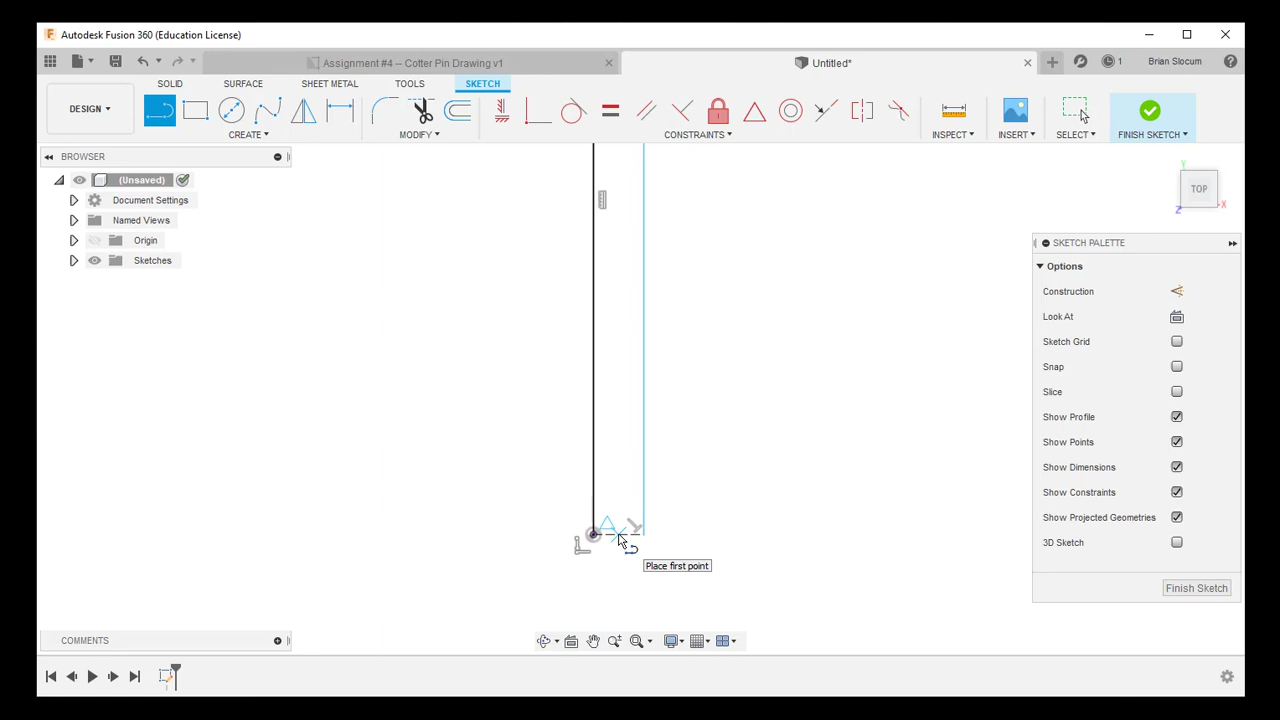 Autodesk Fusion 360 (Education License)
Assignment #4 -- Cotter Pin Drawing v1
Untitled*
1
Brian Slocum
SOLID
SURFACE
SHEET METAL
TOOLS
SKETCH
DESIGN
CREATE
MODIFY
CONSTRAINTS
INSPECT
INSERT
SELECT
FINISH SKETCH
BROWSER
(Unsaved)
Document Settings
Named Views
Origin
Sketches
Y
TOP
Z
X
SKETCH PALETTE
Options
Construction
Look At
Sketch Grid
Snap
Slice
Show Profile
Show Points
Show Dimensions
Show Constraints
Show Projected Geometries
3D Sketch
Finish Sketch
Place first point
COMMENTS